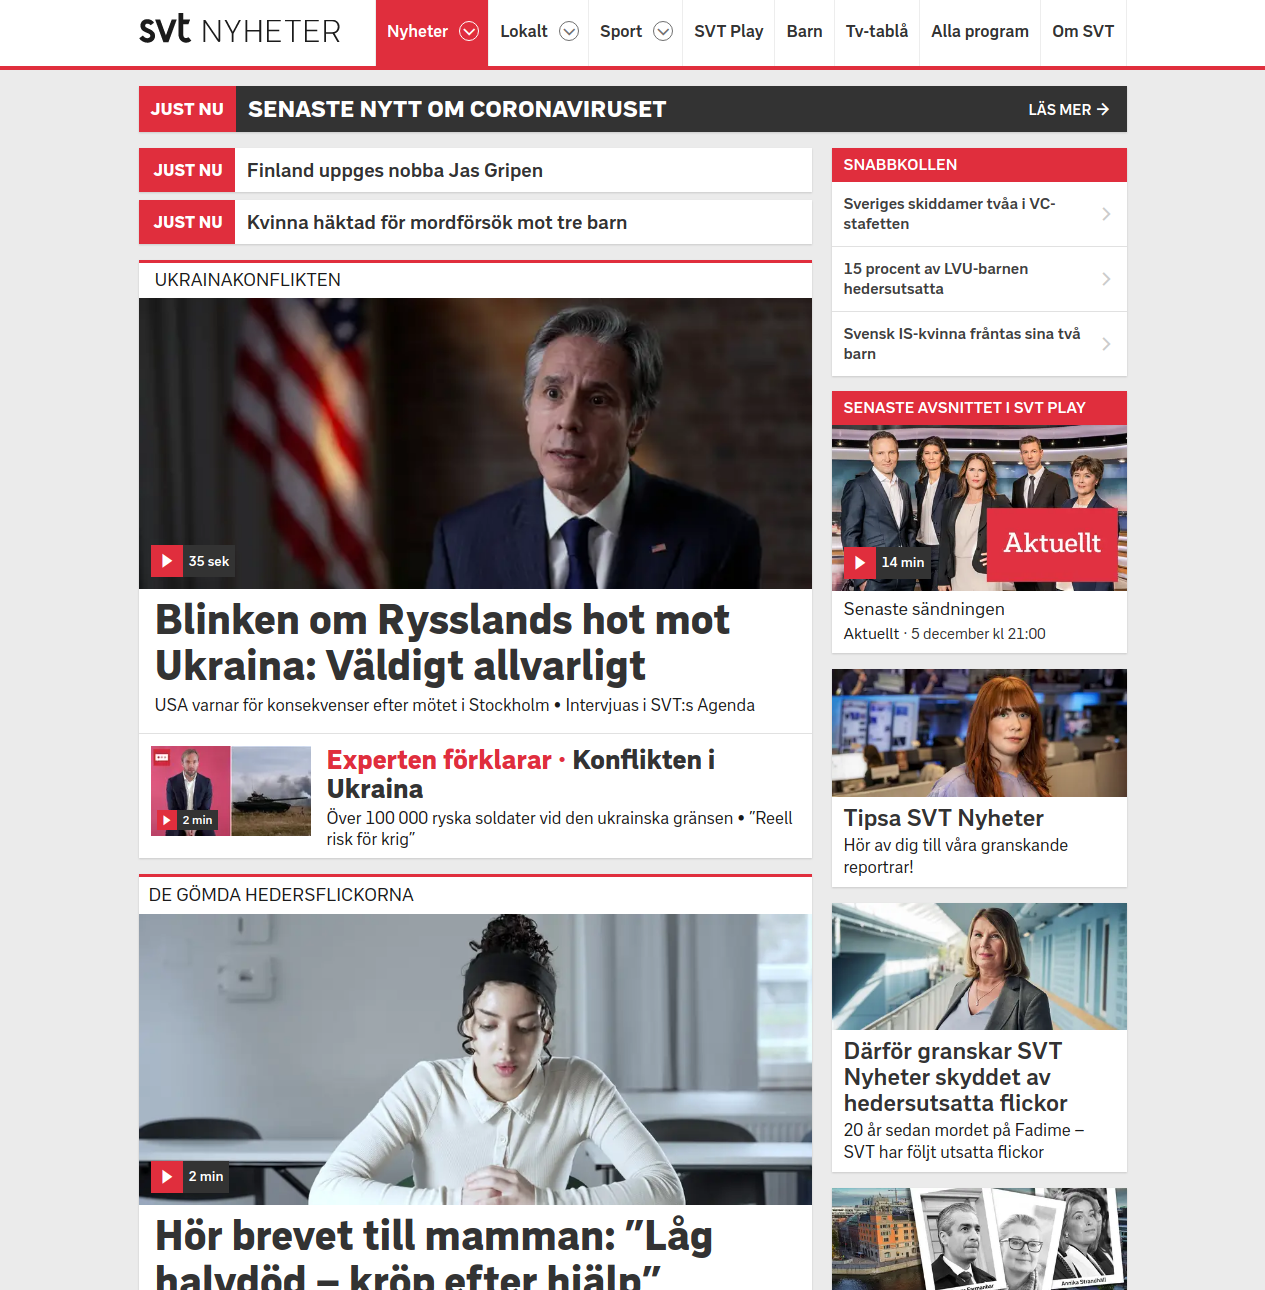 svt NYHETER
Nyheter
Lokalt
Sport
SVT Play
Barn
Tv-tablå
Alla program
Om SVT
JUST NU
SENASTE NYTT OM CORONAVIRUSET
LÄS MER
JUST NU
Finland uppges nobba Jas Gripen
JUST NU
Kvinna häktad för mordförsök mot tre barn
UKRAINAKONFLIKTEN
35 sek
Blinken om Rysslands hot mot
Ukraina: Väldigt allvarligt
USA varnar för konsekvenser efter mötet i Stockholm • Intervjuas i SVT:s Agenda
2 min
Experten förklarar · Konflikten i
Ukraina
Över 100 000 ryska soldater vid den ukrainska gränsen • ”Reell
risk för krig”
DE GÖMDA HEDERSFLICKORNA
2 min
Hör brevet till mamman: ”Låg
halvdöd – kröp efter hjälp”
SNABBKOLLEN
Sveriges skiddamer tvåa i VC-
stafetten
15 procent av LVU-barnen
hedersutsatta
Svensk IS-kvinna fråntas sina två
barn
SENASTE AVSNITTET I SVT PLAY
Aktuellt
14 min
Senaste sändningen
Aktuellt · 5 december kl 21:00
Tipsa SVT Nyheter
Hör av dig till våra granskande
reportrar!
Därför granskar SVT
Nyheter skyddet av
hedersutsatta flickor
20 år sedan mordet på Fadime –
SVT har följt utsatta flickor
Annika Strandhäll